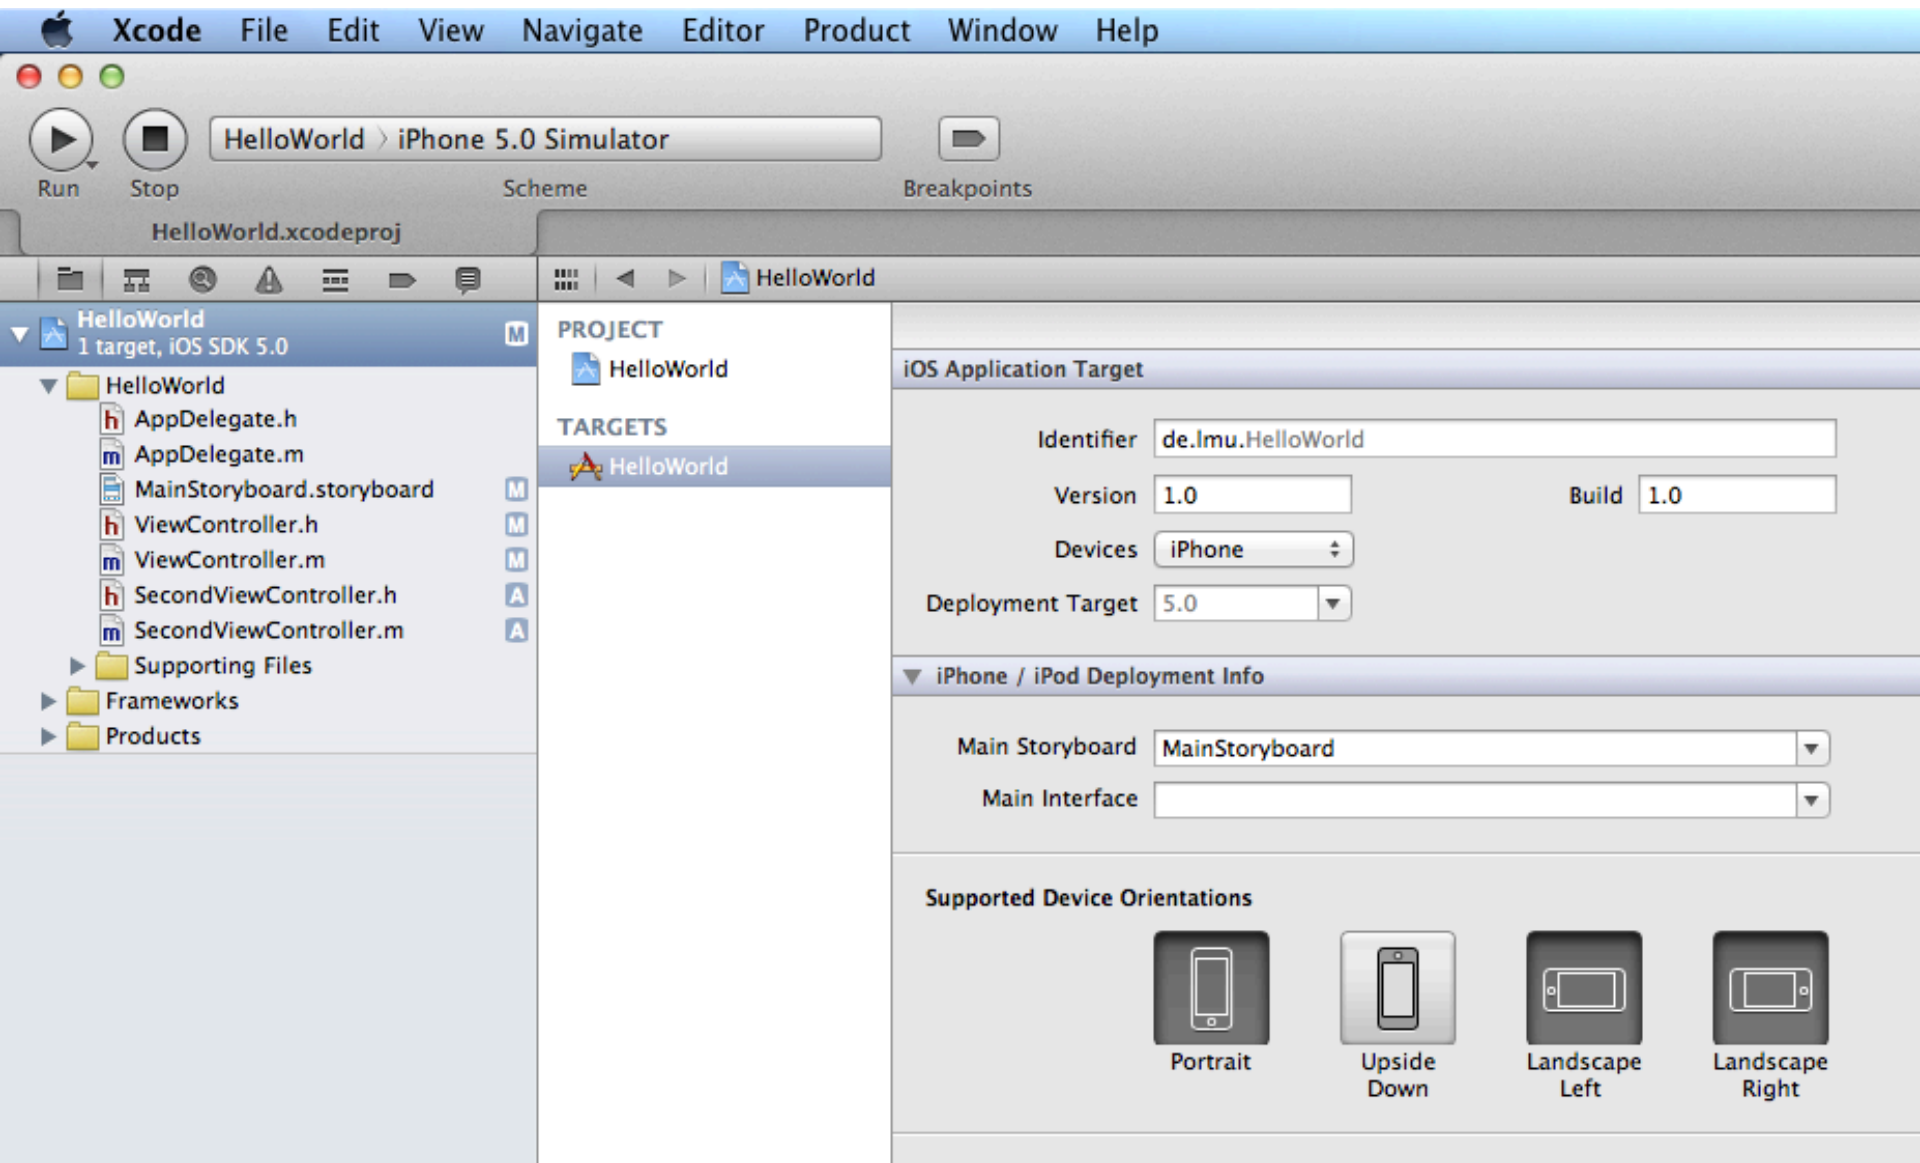 Xcode File Edit View Navigate Editor Product Window Help
HelloWorld iPhone 5.0 Simulator
Run Stop Scheme Breakpoints
HelloWorld.xcodeproj
HelloWorld
HelloWorld
1 target, iOS SDK 5.0
M
HelloWorld
h AppDelegate.h
m AppDelegate.m
MainStoryboard.storyboard M
h ViewController.h M
m ViewController.m M
h SecondViewController.h A
m SecondViewController.m A
Supporting Files
Frameworks
Products
PROJECT
HelloWorld
TARGETS
HelloWorld
iOS Application Target
Identifier de.lmu.HelloWorld
Version 1.0 Build 1.0
Devices iPhone
Deployment Target 5.0
iPhone / iPod Deployment Info
Main Storyboard MainStoryboard
Main Interface
Supported Device Orientations
Portrait
Upside
Down
Landscape
Left
Landscape
Right